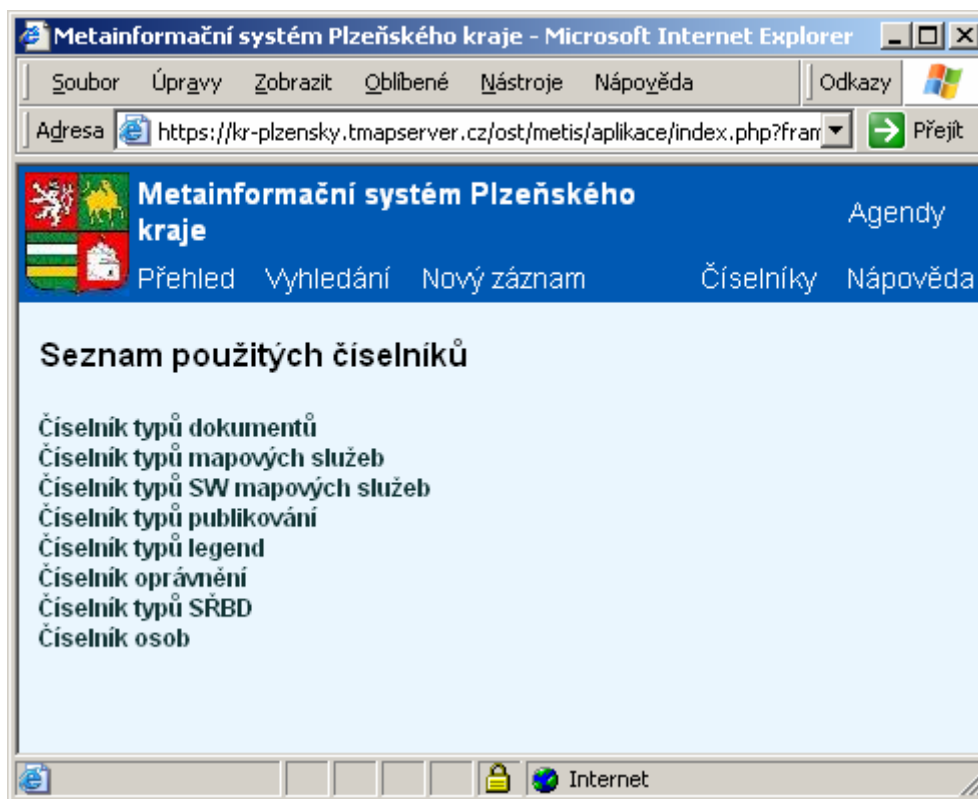 Metainformační systém Plzeňského kraje - Microsoft Internet Explorer
Soubor Úpravy Zobrazit Oblíbené Nástroje Nápověda Odkazy
Adresa https://kr-plzensky.tmapserver.cz/ost/metis/aplikace/index.php?fram Přejít
Metainformační systém Plzeňského
kraje
Agendy
Přehled Vyhledání Nový záznam Číselníky Nápověda
Seznam použitých číselníků
Číselník typů dokumentů
Číselník typů mapových služeb
Číselník typů SW mapových služeb
Číselník typů publikování
Číselník typů legend
Číselník oprávnění
Číselník typů SŘBD
Číselník osob
Internet